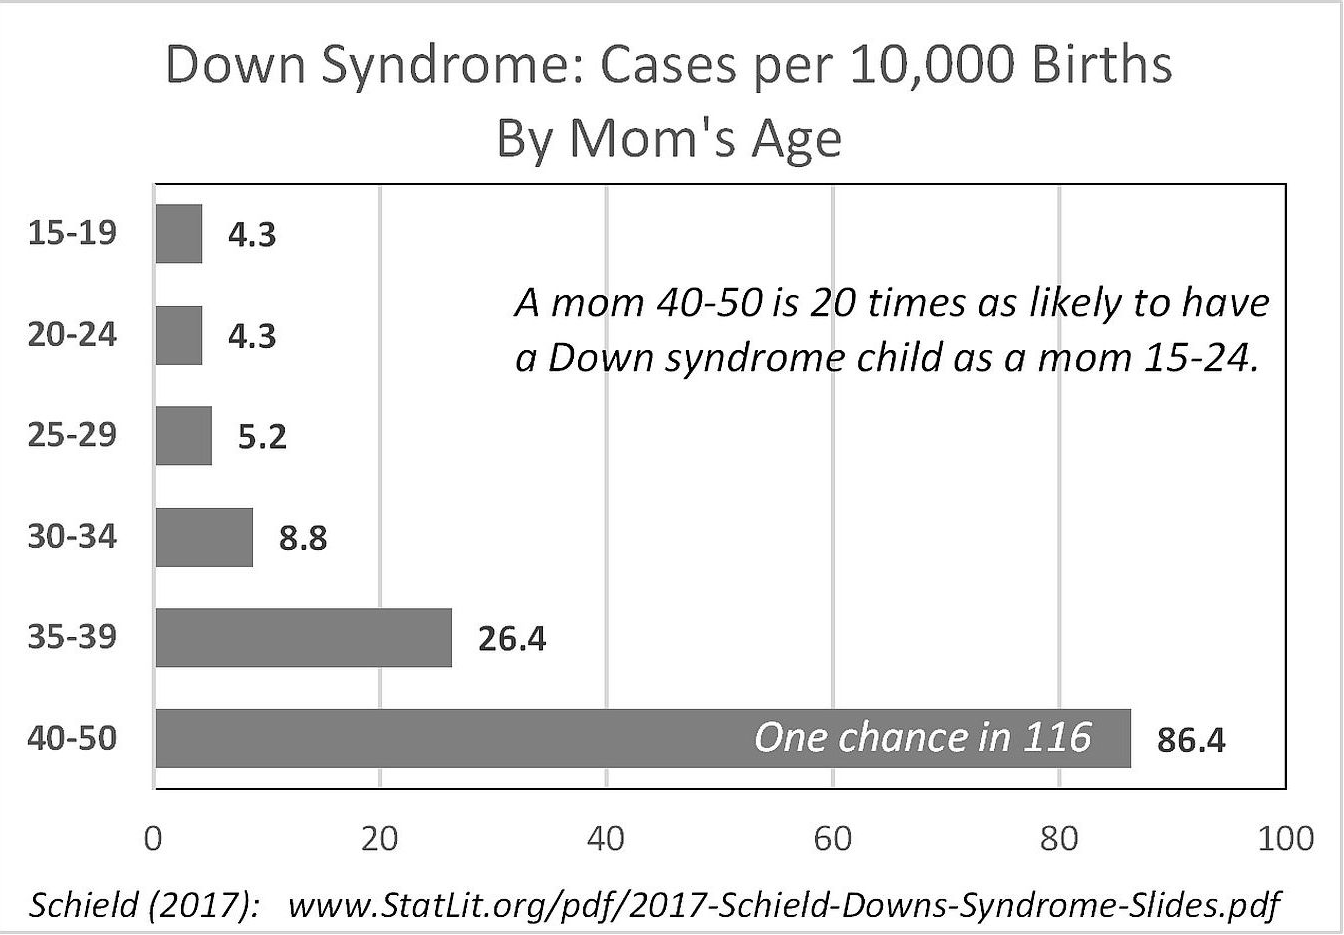 Down Syndrome: Cases per 10,000 Births
By Mom's Age
15-19 4.3
A mom 40-50 is 20 times as likely to have
20-24 4.3
a Down syndrome child as a mom 15-24.
25-29 5.2
30-34 8.8
35-39 26.4
40-50 One chance in 116 86.4
0 20 40 60 80 100
Schield (2017): www.StatLit.org/pdf/2017-Schield-Downs-Syndrome-Slides.pdf